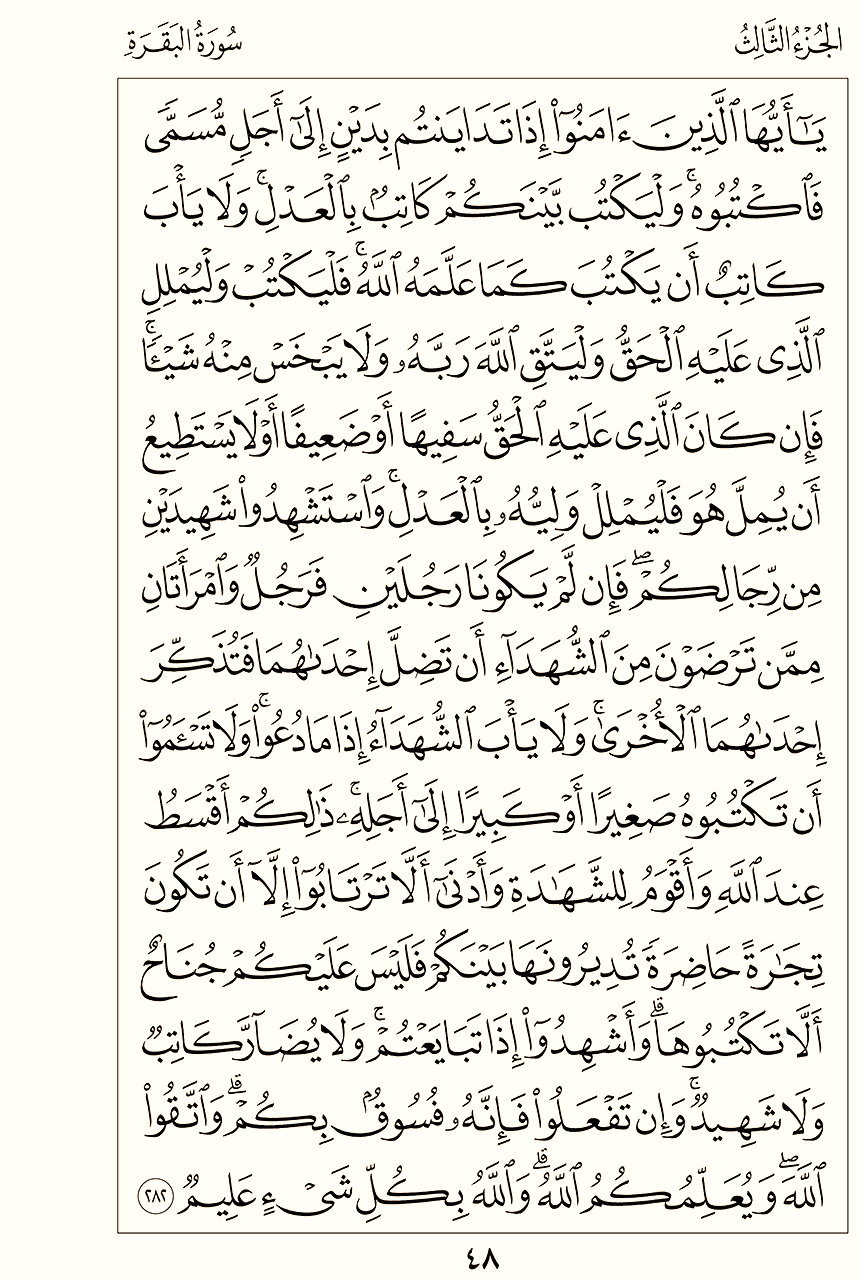 الجُزْءُ الثَّالِثُ
سُورَةُ البَقَرَةِ
يَـٰٓأَيُّهَا ٱلَّذِينَ ءَامَنُوٓا۟ إِذَا تَدَايَنتُم بِدَيْنٍ إِلَىٰٓ أَجَلٍ مُّسَمًّى
فَٱكْتُبُوهُ ۚ وَلْيَكْتُب بَّيْنَكُمْ كَاتِبٌۢ بِٱلْعَدْلِ ۚ وَلَا يَأْبَ
كَاتِبٌ أَن يَكْتُبَ كَمَا عَلَّمَهُ ٱللَّهُ ۚ فَلْيَكْتُبْ وَلْيُمْلِلِ
ٱلَّذِى عَلَيْهِ ٱلْحَقُّ وَلْيَتَّقِ ٱللَّهَ رَبَّهُۥ وَلَا يَبْخَسْ مِنْهُ شَيْـًٔا ۚ
فَإِن كَانَ ٱلَّذِى عَلَيْهِ ٱلْحَقُّ سَفِيهًا أَوْ ضَعِيفًا أَوْ لَا يَسْتَطِيعُ
أَن يُمِلَّ هُوَ فَلْيُمْلِلْ وَلِيُّهُۥ بِٱلْعَدْلِ ۚ وَٱسْتَشْهِدُوا۟ شَهِيدَيْنِ
مِن رِّجَالِكُمْ ۖ فَإِن لَّمْ يَكُونَا رَجُلَيْنِ فَرَجُلٌ وَٱمْرَأَتَانِ
مِمَّن تَرْضَوْنَ مِنَ ٱلشُّهَدَآءِ أَن تَضِلَّ إِحْدَىٰهُمَا فَتُذَكِّرَ
إِحْدَىٰهُمَا ٱلْأُخْرَىٰ ۚ وَلَا يَأْبَ ٱلشُّهَدَآءُ إِذَا مَا دُعُوا۟ ۚ وَلَا تَسْـَٔمُوٓا۟
أَن تَكْتُبُوهُ صَغِيرًا أَوْ كَبِيرًا إِلَىٰٓ أَجَلِهِۦ ۚ ذَٰلِكُمْ أَقْسَطُ
عِندَ ٱللَّهِ وَأَقْوَمُ لِلشَّهَـٰدَةِ وَأَدْنَىٰٓ أَلَّا تَرْتَابُوٓا۟ إِلَّآ أَن تَكُونَ
تِجَـٰرَةً حَاضِرَةً تُدِيرُونَهَا بَيْنَكُمْ فَلَيْسَ عَلَيْكُمْ جُنَاحٌ
أَلَّا تَكْتُبُوهَا ۗ وَأَشْهِدُوٓا۟ إِذَا تَبَايَعْتُمْ ۚ وَلَا يُضَآرَّ كَاتِبٌ
وَلَا شَهِيدٌ ۚ وَإِن تَفْعَلُوا۟ فَإِنَّهُۥ فُسُوقٌۢ بِكُمْ ۗ وَٱتَّقُوا۟
ٱللَّهَ ۖ وَيُعَلِّمُكُمُ ٱللَّهُ ۗ وَٱللَّهُ بِكُلِّ شَىْءٍ عَلِيمٌ ٢٨٢
٤٨